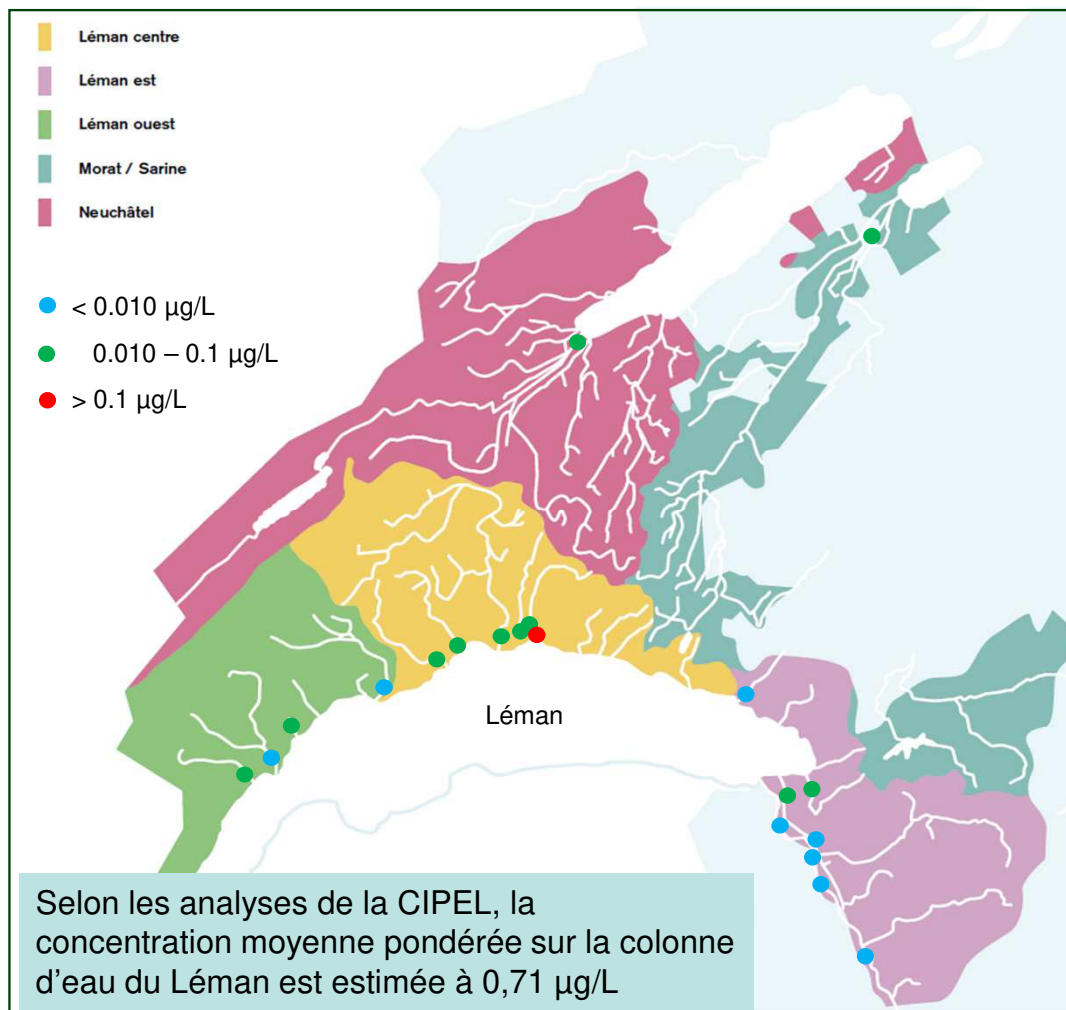 Léman centre
Léman est
Léman ouest
Morat / Sarine
Neuchâtel
< 0.010 µg/L
0.010 – 0.1 µg/L
> 0.1 µg/L
Léman
Selon les analyses de la CIPEL, la
concentration moyenne pondérée sur la colonne
d'eau du Léman est estimée à 0,71 µg/L